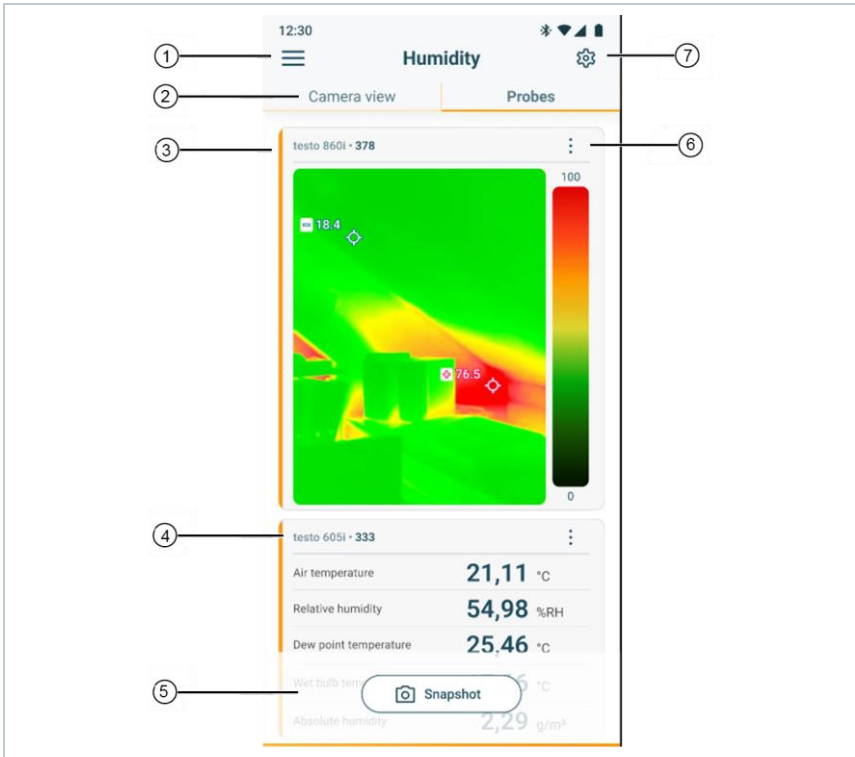 12:30
1
Humidity
7
2
Camera view
Probes
3
testo 860i • 378
6
100
18.4
76.5
0
4
testo 605i • 333
Air temperature 21,11 °C
Relative humidity 54,98 %RH
Dew point temperature 25,46 °C
5
Wet bulb °C
Snapshot
Absolute humidity 2,29 g/m³